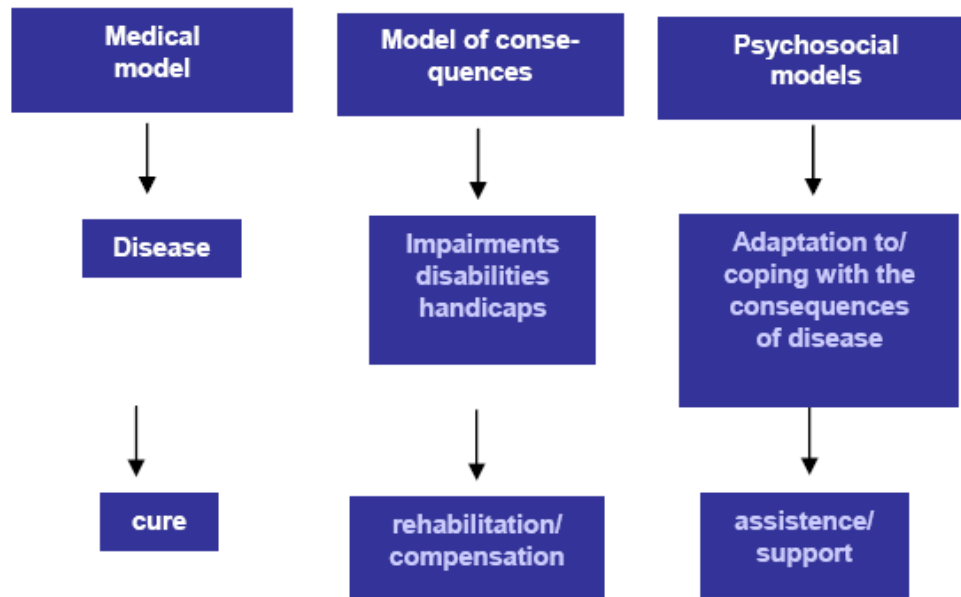 Medical
model
Model of conse-
quences
Psychosocial
models
Disease
Impairments
disabilities
handicaps
Adaptation to/
coping with the
consequences
of disease
cure
rehabilitation/
compensation
assistence/
support